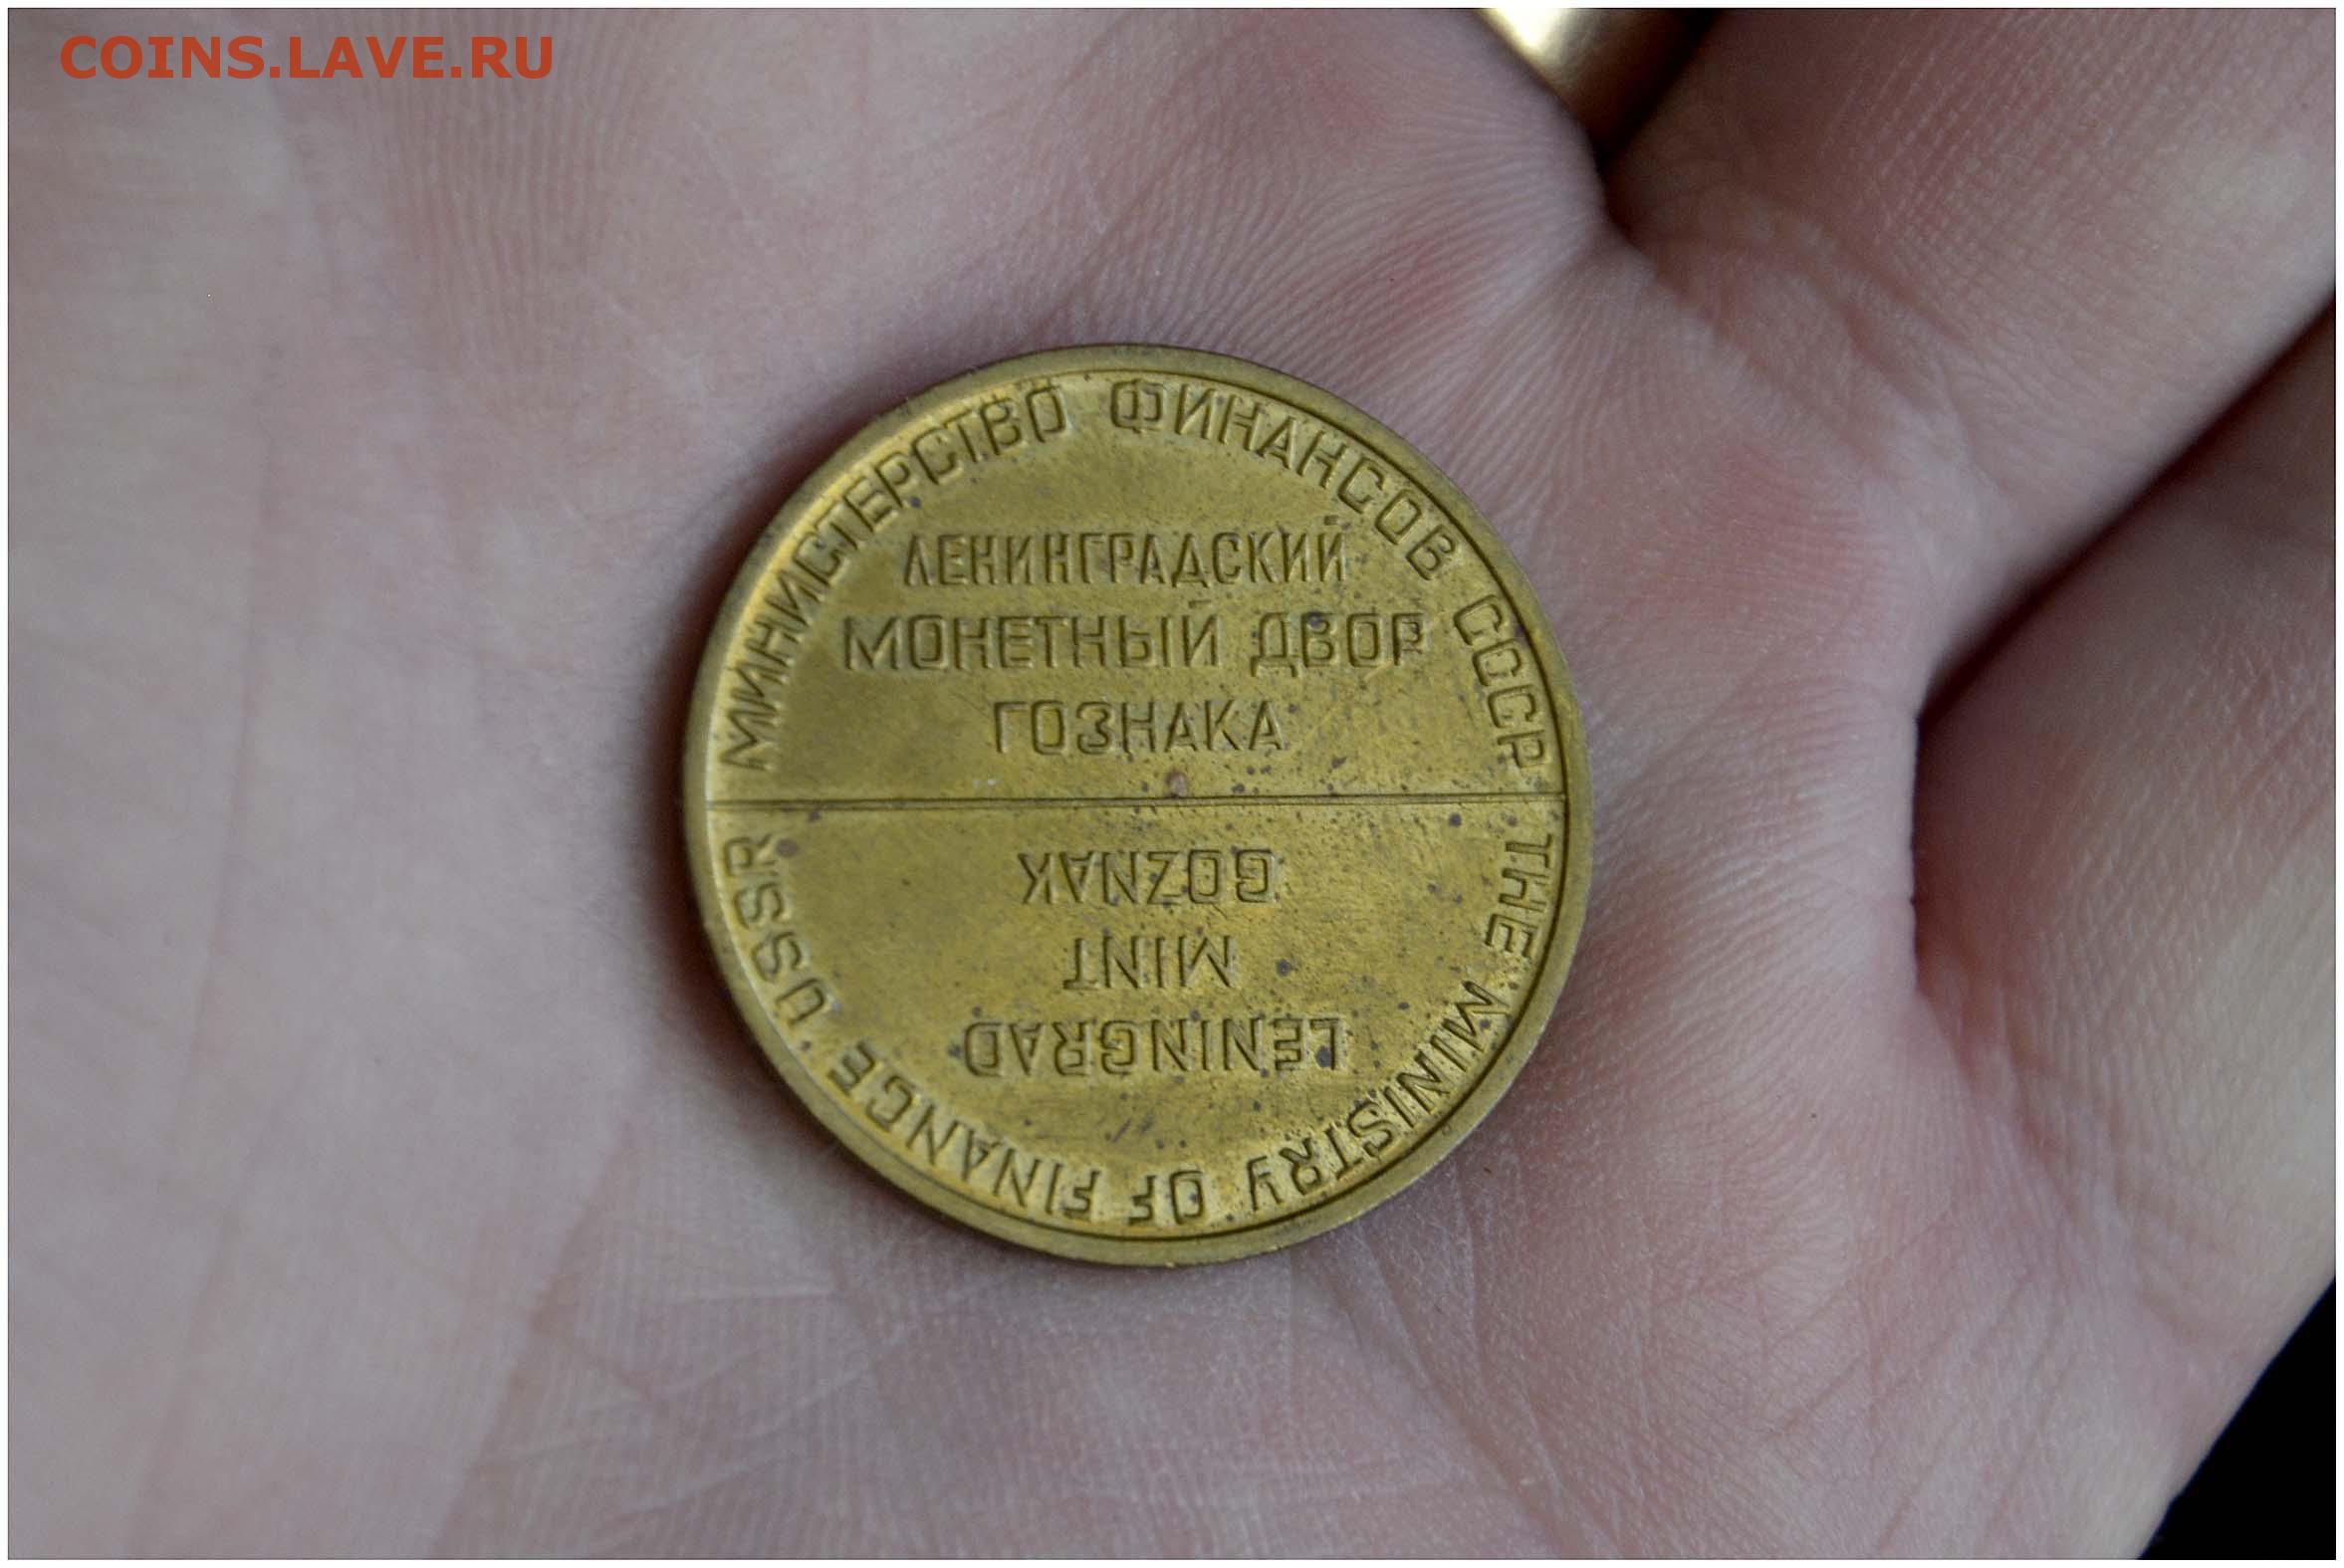 COINS.LAVE.RU
МИНИСТЕРСТВО ФИНАНСОВ СССР
ЛЕНИНГРАДСКИЙ
МОНЕТНЫЙ ДВОР
ГОЗНАКА
THE MINISTRY OF FINANCE USSR
LENINGRAD
MINT
GOZNAK